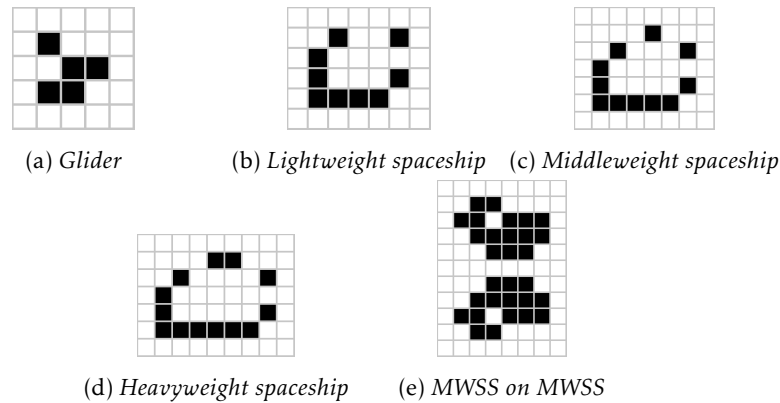 (a) Glider
(b) Lightweight spaceship
(c) Middleweight spaceship
(d) Heavyweight spaceship
(e) MWSS on MWSS